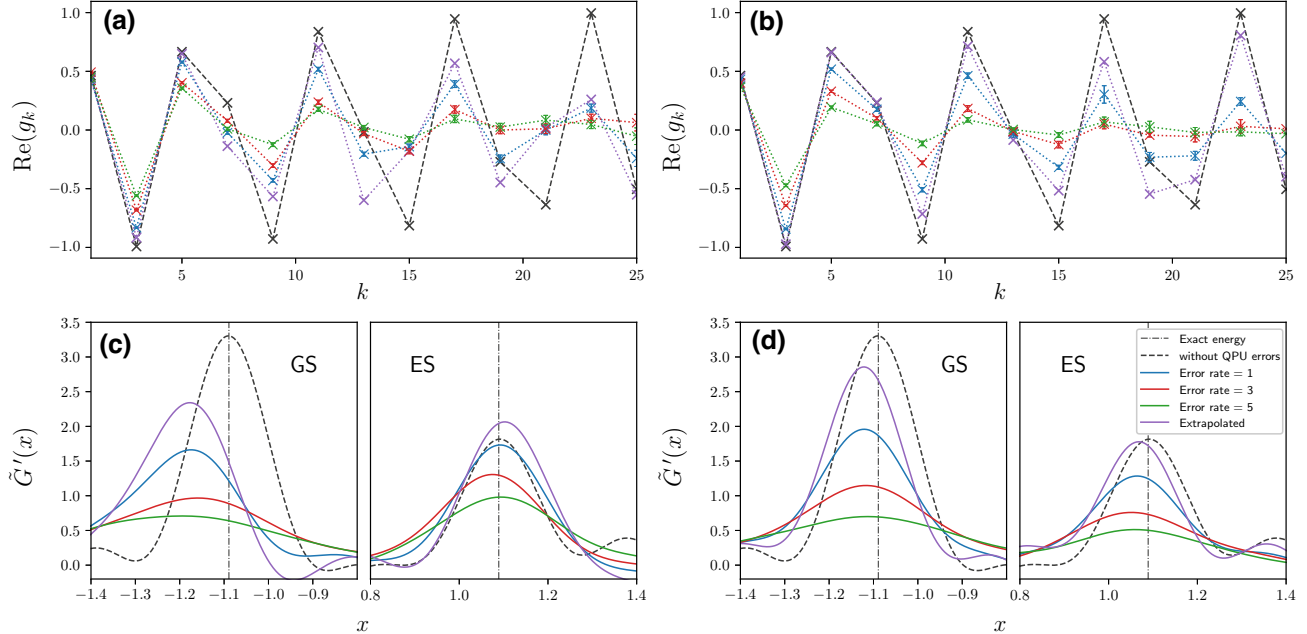 (a)
1.0
0.5
0.0
−0.5
−1.0
Re(g_k)
5 10 15 20 25
k
(b)
1.0
0.5
0.0
−0.5
−1.0
Re(g_k)
5 10 15 20 25
k
(c)
GS
ES
3.5
3.0
2.5
2.0
1.5
1.0
0.5
0.0
G̃′(x)
−1.4 −1.3 −1.2 −1.1 −1.0 −0.9 0.8 1.0 1.2 1.4
x
(d)
GS
ES
Exact energy
without QPU errors
Error rate = 1
Error rate = 3
Error rate = 5
Extrapolated
3.5
3.0
2.5
2.0
1.5
1.0
0.5
0.0
G̃′(x)
−1.4 −1.3 −1.2 −1.1 −1.0 −0.9 0.8 1.0 1.2 1.4
x